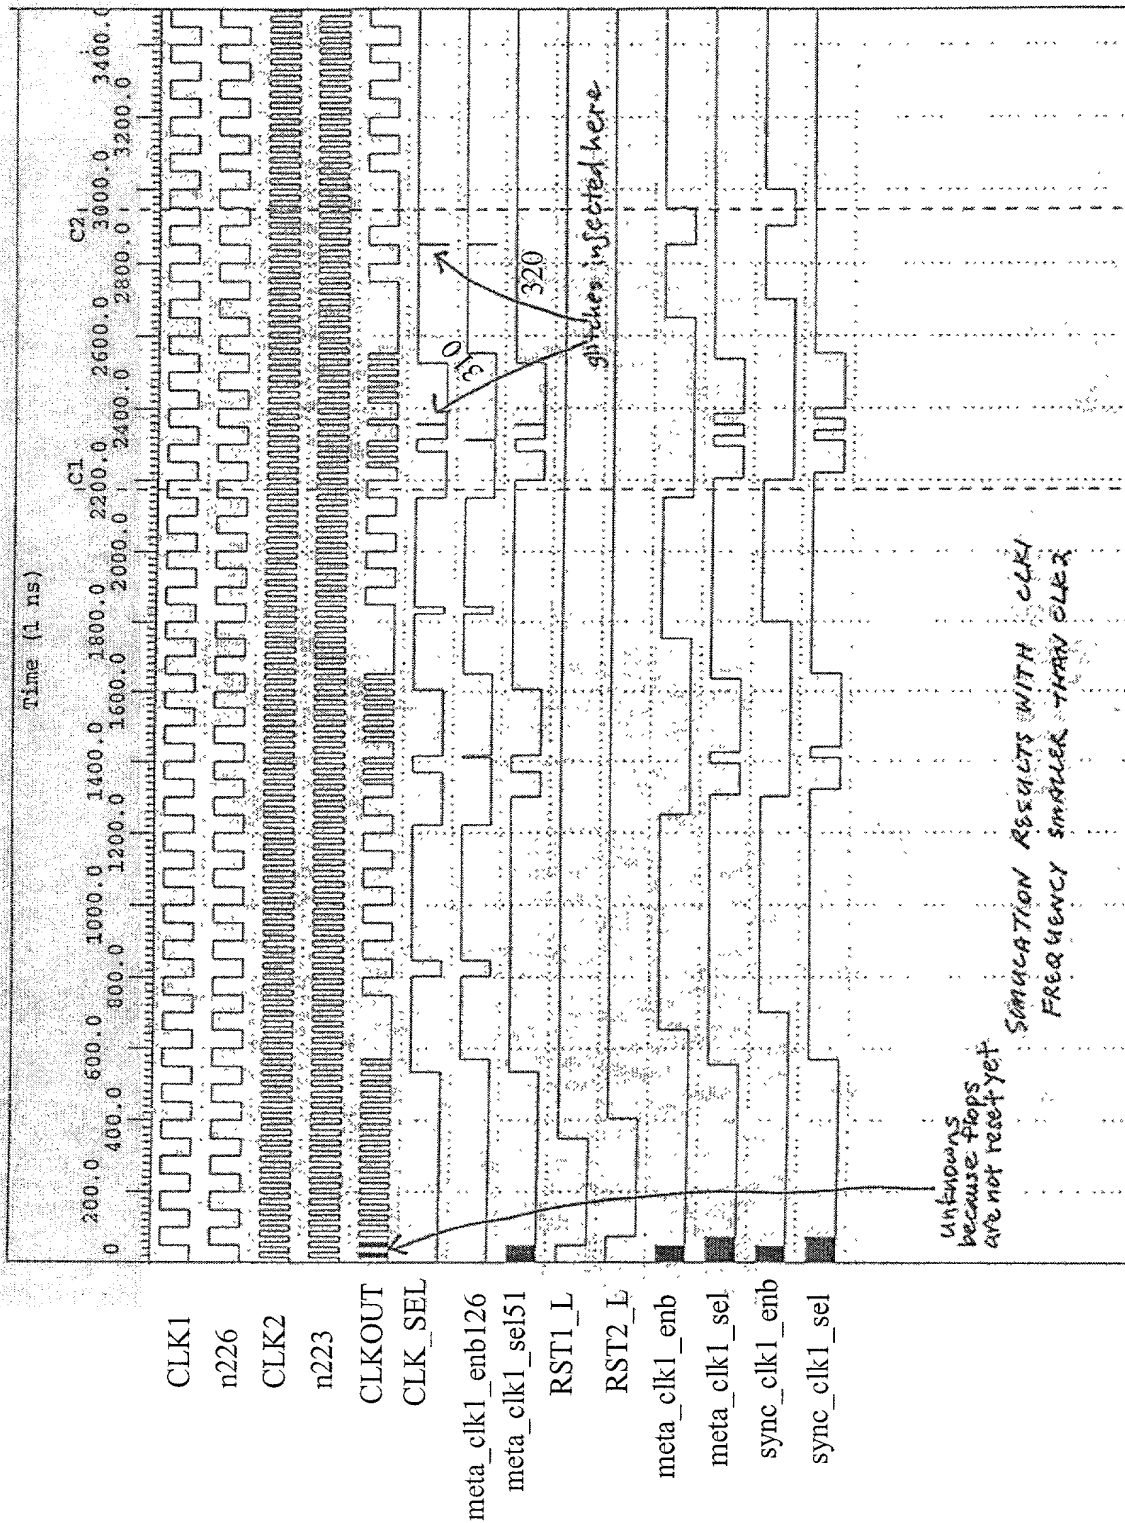 Time (1 ns)
C1 C2
200.0 600.0 1000.0 1400.0 1800.0 2200.0 2600.0 3000.0 3400.0
0 400.0 800.0 1200.0 1600.0 2000.0 2400.0 2800.0 3200.0
CLK1
n226
CLK2
n223
CLKOUT
CLK_SEL
meta_clk1_enb126
meta_clk1_sel51
RST1_L
RST2_L
meta_clk1_enb
meta_clk1_sel
sync_clk1_enb
sync_clk1_sel
310
320
glitches inserted here
unknowns
because flops
are not reset yet
SIMULATION RESULTS WITH CLK1
FREQUENCY SMALLER THAN CLK2